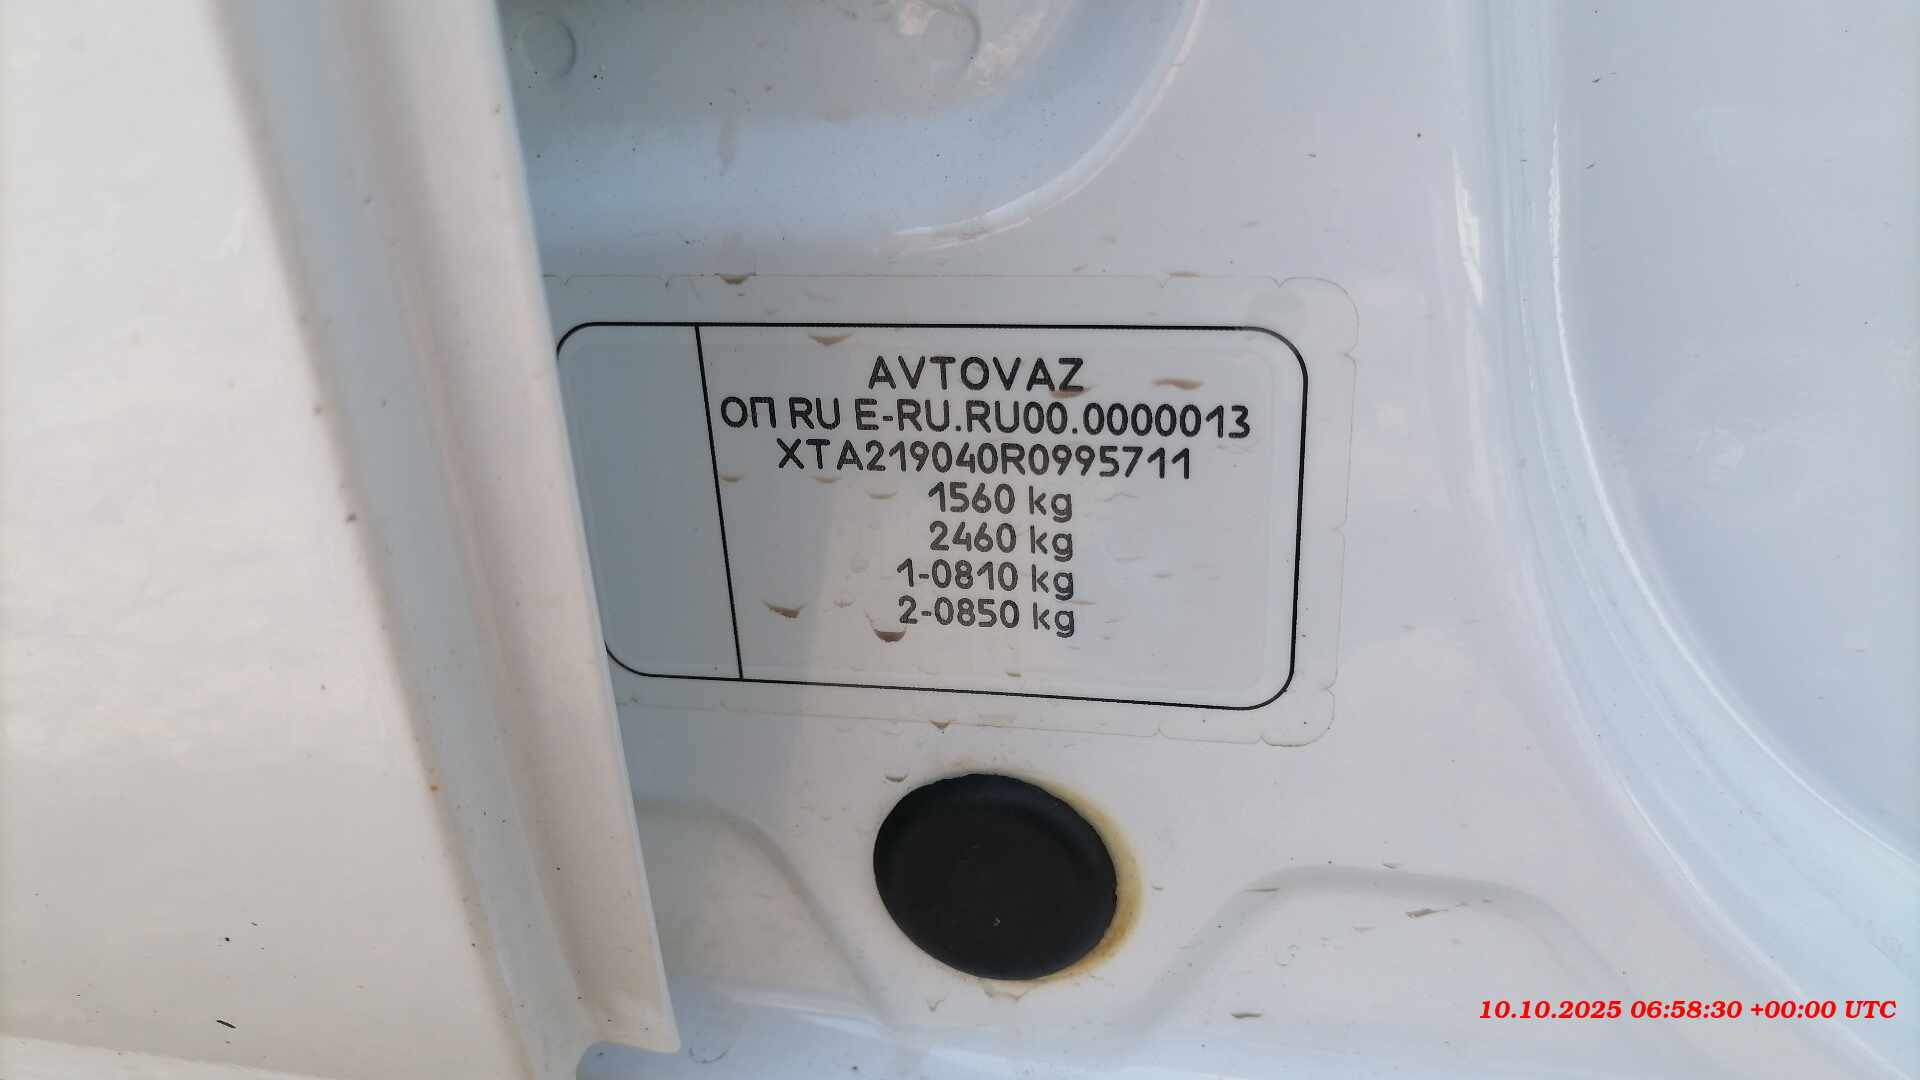 AVTOVAZ
ОП RU E-RU.RU00.0000013
XTA219040R0995711
1560 kg
2460 kg
1-0810 kg
2-0850 kg
10.10.2025 06:58:30 +00:00 UTC